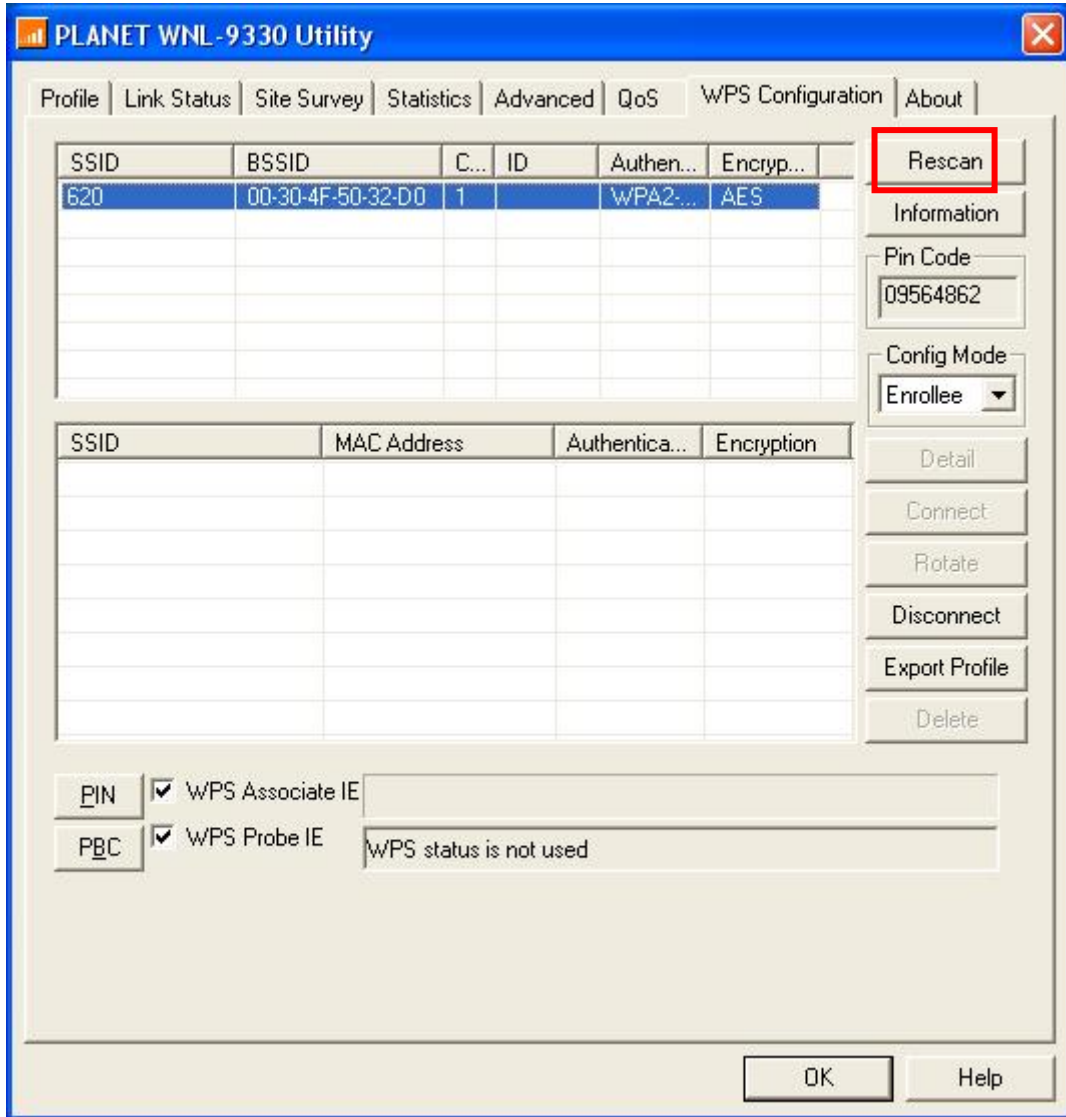 PLANET WNL-9330 Utility
Profile Link Status Site Survey Statistics Advanced QoS WPS Configuration About
SSID BSSID C... ID Authen... Encryp...
620 00-30-4F-50-32-D0 1 WPA2-... AES
Rescan
Information
Pin Code
09564862
Config Mode
Enrollee
SSID MAC Address Authentica... Encryption
Detail
Connect
Rotate
Disconnect
Export Profile
Delete
PIN WPS Associate IE
PBC WPS Probe IE WPS status is not used
OK Help